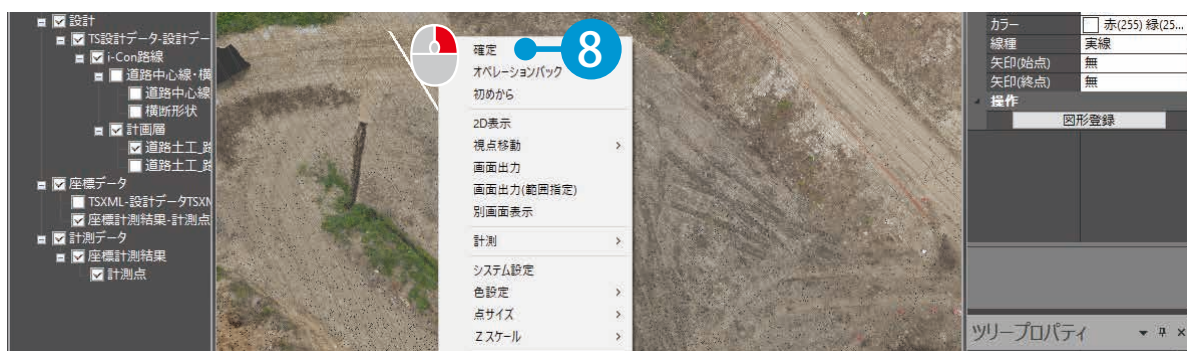 設計
TS設計データ-設計デー
i-Con路線
道路中心線・横
道路中心線
横断形状
計画層
道路土工_路
道路土工_路
座標データ
TSXML-設計データTSXM
座標計測結果-計測点
計測データ
座標計測結果
計測点
確定
8
オペレーションバック
初めから
2D表示
視点移動
画面出力
画面出力(範囲指定)
別画面表示
計測
システム設定
色設定
点サイズ
Zスケール
カラー 赤(255) 緑(25...
線種 実線
矢印(始点) 無
矢印(終点) 無
操作
図形登録
ツリープロパティ